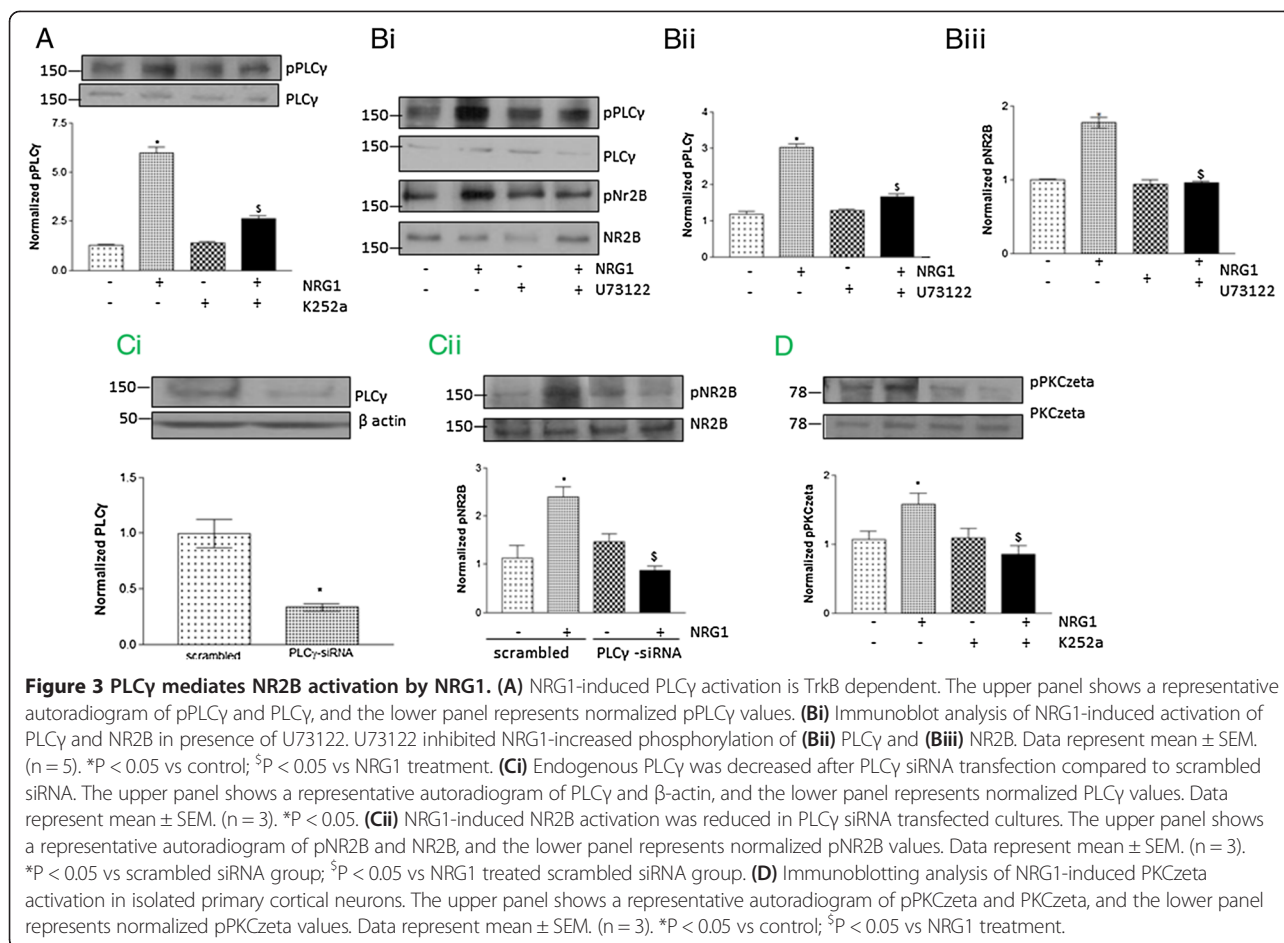 A
150
pPLCγ
150
PLCγ
Normalized pPLCγ
7.5
5.0
2.5
0.0
*
$
- + - + NRG1
- - + + K252a
Bi
150
pPLCγ
150
PLCγ
150
pNr2B
150
NR2B
- + - + NRG1
- - + + U73122
Bii
Normalized pPLCγ
4
3
2
1
0
*
$
- + - + NRG1
- - + + U73122
Biii
Normalized pNR2B
2
1
0
*
$
- + - + NRG1
- - + + U73122
Ci
150
PLCγ
50
β actin
Normalized PLCγ
1.5
1.0
0.5
0.0
*
scrambled PLCγ-siRNA
Cii
150
pNR2B
150
NR2B
Normalized pNR2B
3
2
1
0
*
$
- + - + NRG1
scrambled PLCγ -siRNA
D
78
pPKCzeta
78
PKCzeta
Normalized pPKCzeta
2
1
0
*
$
- + - + NRG1
- - + + K252a
Figure 3 PLCγ mediates NR2B activation by NRG1. (A) NRG1-induced PLCγ activation is TrkB dependent. The upper panel shows a representative
autoradiogram of pPLCγ and PLCγ, and the lower panel represents normalized pPLCγ values. (Bi) Immunoblot analysis of NRG1-induced activation of
PLCγ and NR2B in presence of U73122. U73122 inhibited NRG1-increased phosphorylation of (Bii) PLCγ and (Biii) NR2B. Data represent mean ± SEM.
(n = 5). *P < 0.05 vs control; $P < 0.05 vs NRG1 treatment. (Ci) Endogenous PLCγ was decreased after PLCγ siRNA transfection compared to scrambled
siRNA. The upper panel shows a representative autoradiogram of PLCγ and β-actin, and the lower panel represents normalized PLCγ values. Data
represent mean ± SEM. (n = 3). *P < 0.05. (Cii) NRG1-induced NR2B activation was reduced in PLCγ siRNA transfected cultures. The upper panel shows
a representative autoradiogram of pNR2B and NR2B, and the lower panel represents normalized pNR2B values. Data represent mean ± SEM. (n = 3).
*P < 0.05 vs scrambled siRNA group; $P < 0.05 vs NRG1 treated scrambled siRNA group. (D) Immunoblotting analysis of NRG1-induced PKCzeta
activation in isolated primary cortical neurons. The upper panel shows a representative autoradiogram of pPKCzeta and PKCzeta, and the lower panel
represents normalized pPKCzeta values. Data represent mean ± SEM. (n = 3). *P < 0.05 vs control; $P < 0.05 vs NRG1 treatment.